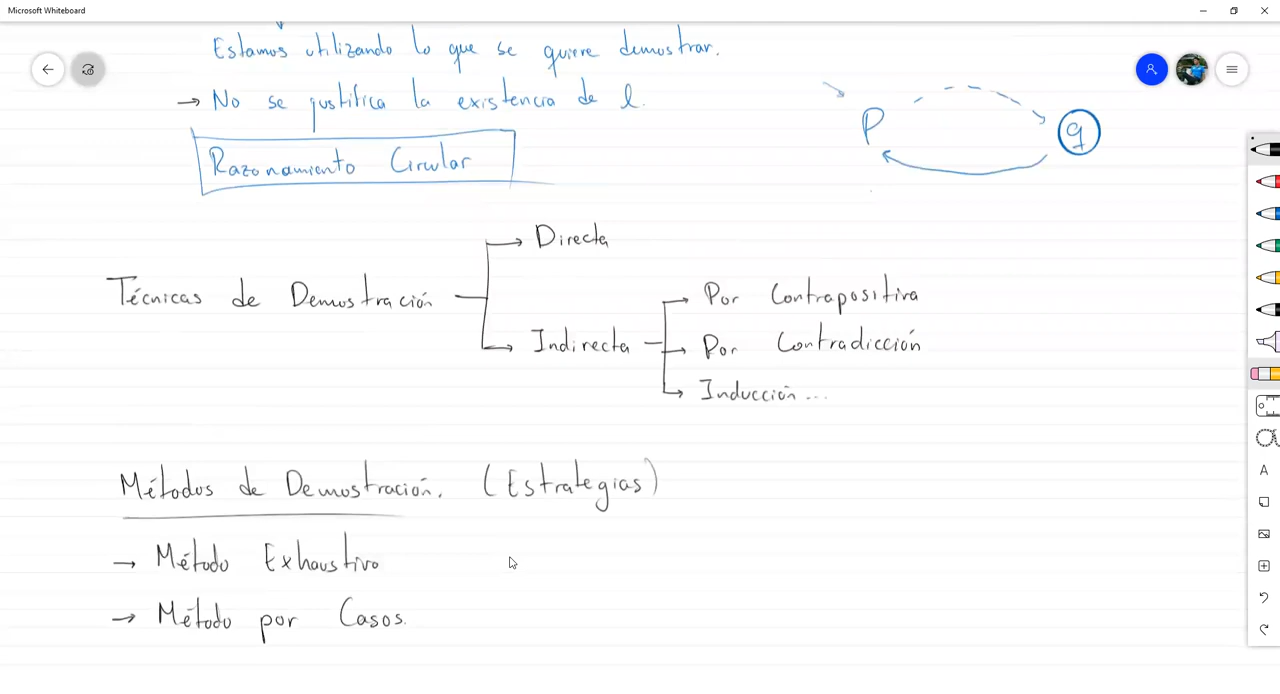 Microsoft Whiteboard
Estamos utilizando lo que se quiere demostrar.
→ No se justifica la existencia de l.
P q
Razonamiento Circular
Directa
Técnicas de Demostración
Por Contrapositiva
Indirecta
Por Contradicción
Inducción...
Métodos de Demostración. (Estrategias)
→ Método Exhaustivo
→ Método por Casos.